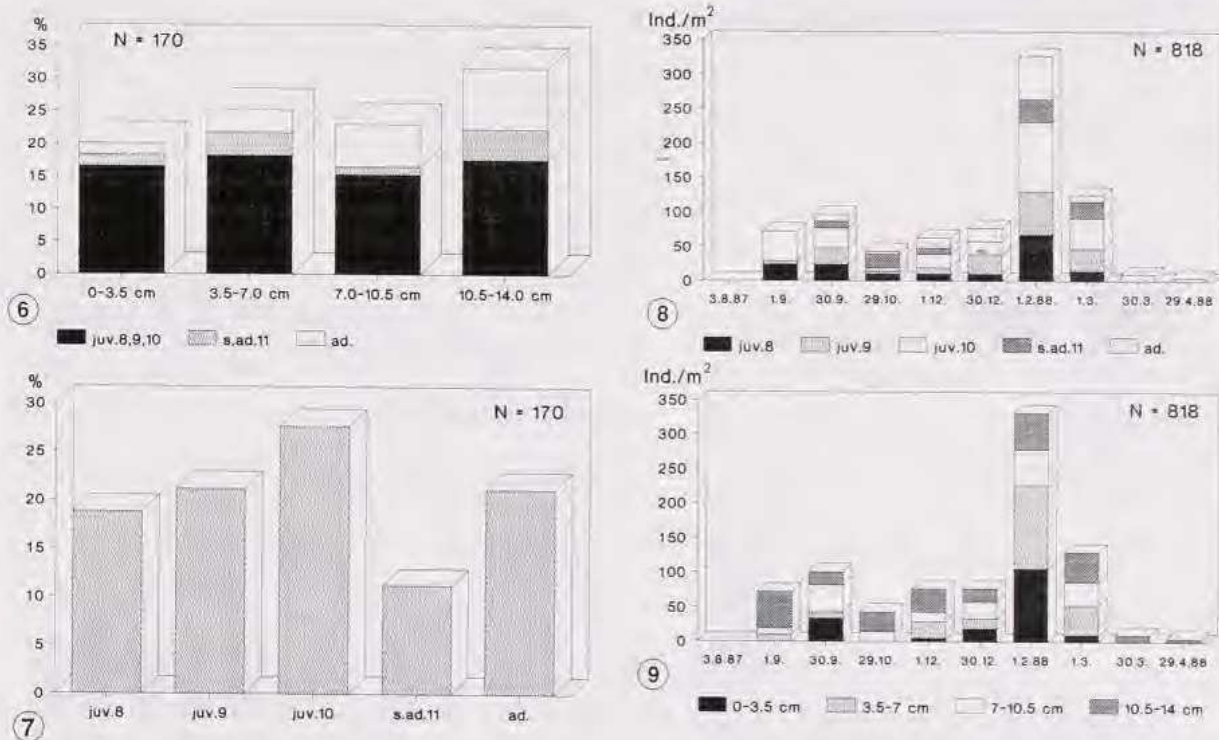 %
N = 170
35
30
25
20
15
10
5
0
0-3.5 cm 3.5-7.0 cm 7.0-10.5 cm 10.5-14.0 cm
6
juv.8,9,10 s.ad.11 ad.
Ind./m²
N = 818
350
300
250
200
150
100
50
0
3.8.87 1.9. 30.9. 29.10. 1.12. 30.12. 1.2.88 1.3. 30.3. 29.4.88
8
juv.8 juv.9 juv.10 s.ad.11 ad.
%
N = 170
30
25
20
15
10
5
0
juv.8 juv.9 juv.10 s.ad.11 ad.
7
Ind./m²
N = 818
350
300
250
200
150
100
50
0
3.8.87 1.9. 30.9. 29.10. 1.12. 30.12. 1.2.88 1.3. 30.3. 29.4.88
9
0-3.5 cm 3.5-7 cm 7-10.5 cm 10.5-14 cm